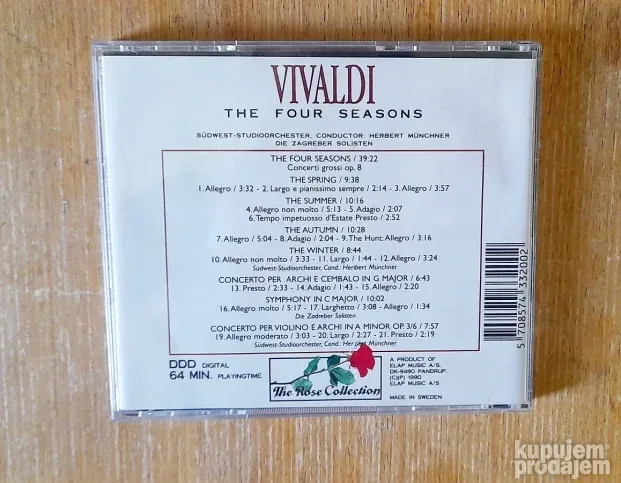 VIVALDI
THE FOUR SEASONS
SÜDWEST-STUDIOORCHESTER, CONDUCTOR: HERBERT MÜNCHNER
DIE ZAGREBER SOLISTEN
THE FOUR SEASONS / 39:22
Concerti grossi op. 8
THE SPRING / 9:38
1. Allegro / 3:32 - 2. Largo e pianissimo sempre / 2:14 - 3. Allegro / 3:57
THE SUMMER / 10:16
4. Allegro non molto / 5:13 - 5. Adagio / 2:07
6. Tempo impetuosso d'Estate Presto / 2:52
THE AUTUMN / 10:28
7. Allegro / 5:04 - 8. Adagio / 2:04 - 9. The Hunt: Allegro / 3:16
THE WINTER / 8:44
10. Allegro non molto / 3:33 - 11. Largo / 1:44 - 12. Allegro / 3:24
Südwest-Studioorchester, Cand.: Heribert Münchner
CONCERTO PER ARCHI E CEMBALO IN G MAJOR / 6:43
13. Presto / 2:33 - 14. Adagio / 1:43 - 15. Allegro / 2:20
SYMPHONY IN C MAJOR / 10:02
16. Allegro molto / 5:17 - 17. Larghetto / 3:08 - Allegro / 1:34
Die Zadreber Solisten
CONCERTO PER VIOLINO E ARCHI IN A MINOR OP. 3/6 / 7:57
19. Allegro moderato / 3:03 - 20. Largo / 2:27 - 21. Presto / 2:19
Südwest-Studioorchester, Cand.: Heribert Münchner
DDD DIGITAL
64 MIN. PLAYINGTIME
The Rose Collection
A PRODUCT OF
ELAP MUSIC A/S.
DK-9490 PANDRUP.
(C)(P) 1990
ELAP MUSIC A/S
MADE IN SWEDEN
5 708574 332002
kupujem
prodajem